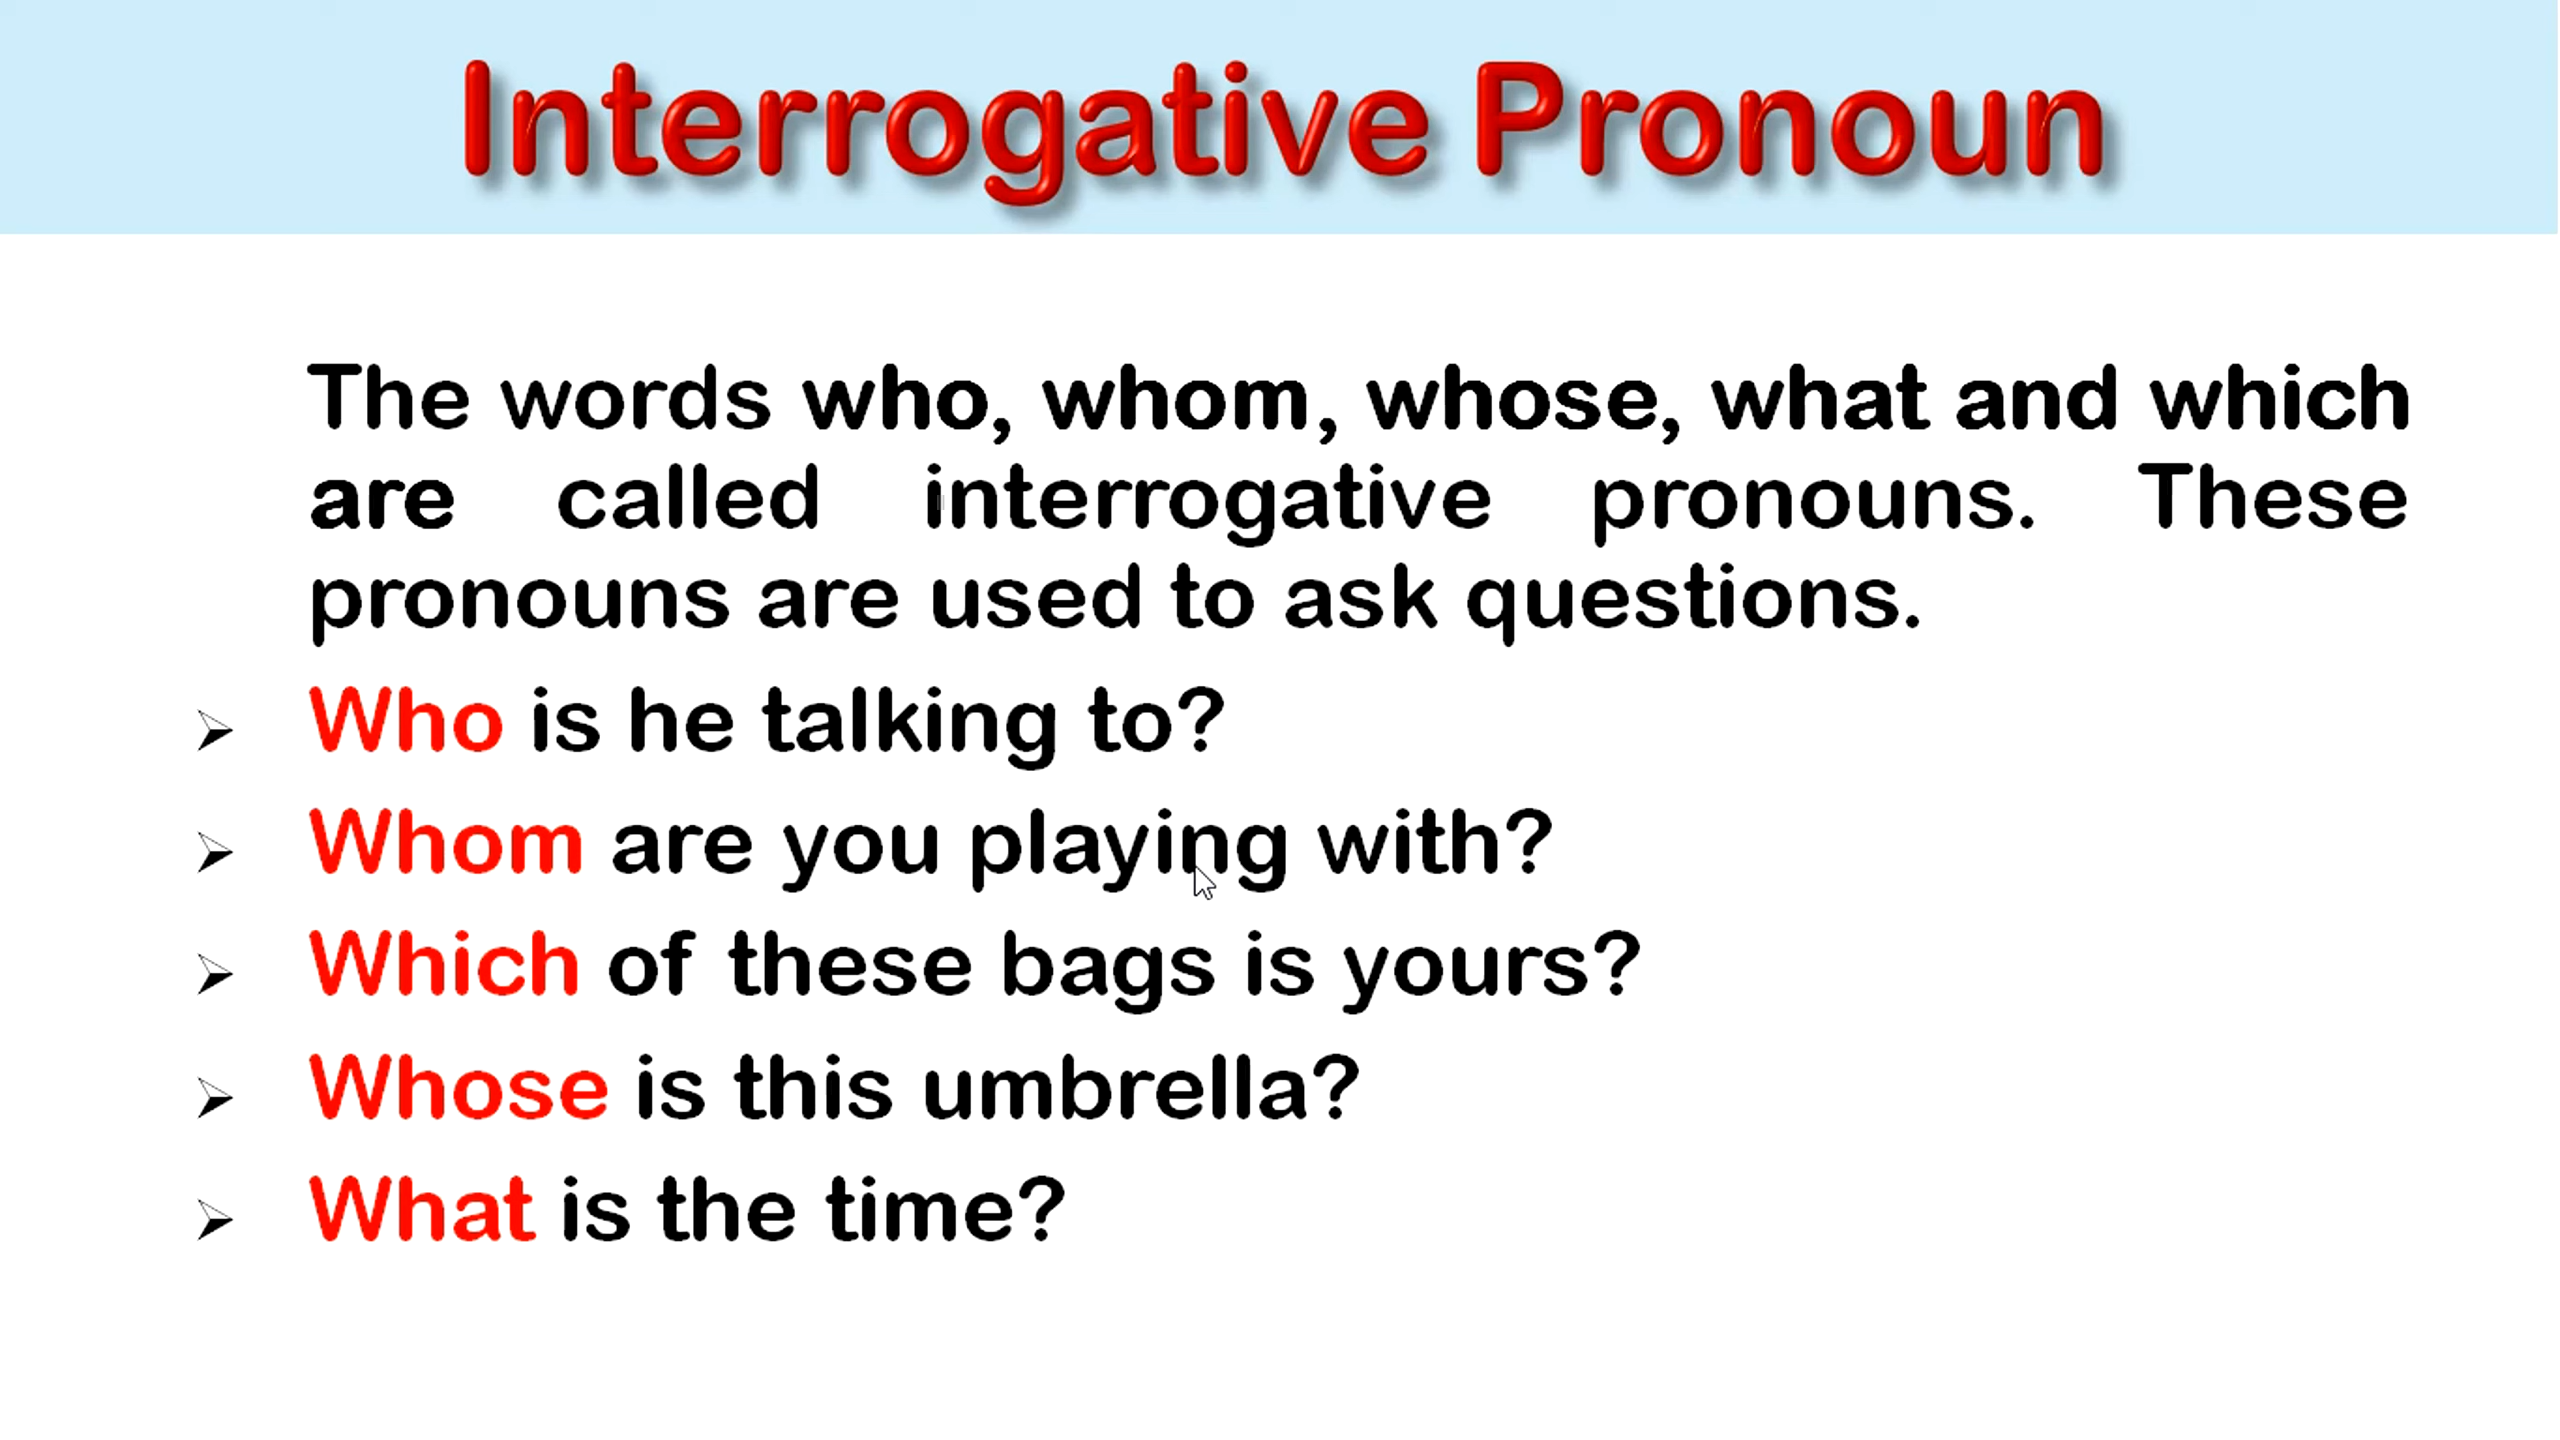 Interrogative Pronoun
The words who, whom, whose, what and which
are called interrogative pronouns. These
pronouns are used to ask questions.
➢ Who is he talking to?
➢ Whom are you playing with?
➢ Which of these bags is yours?
➢ Whose is this umbrella?
➢ What is the time?